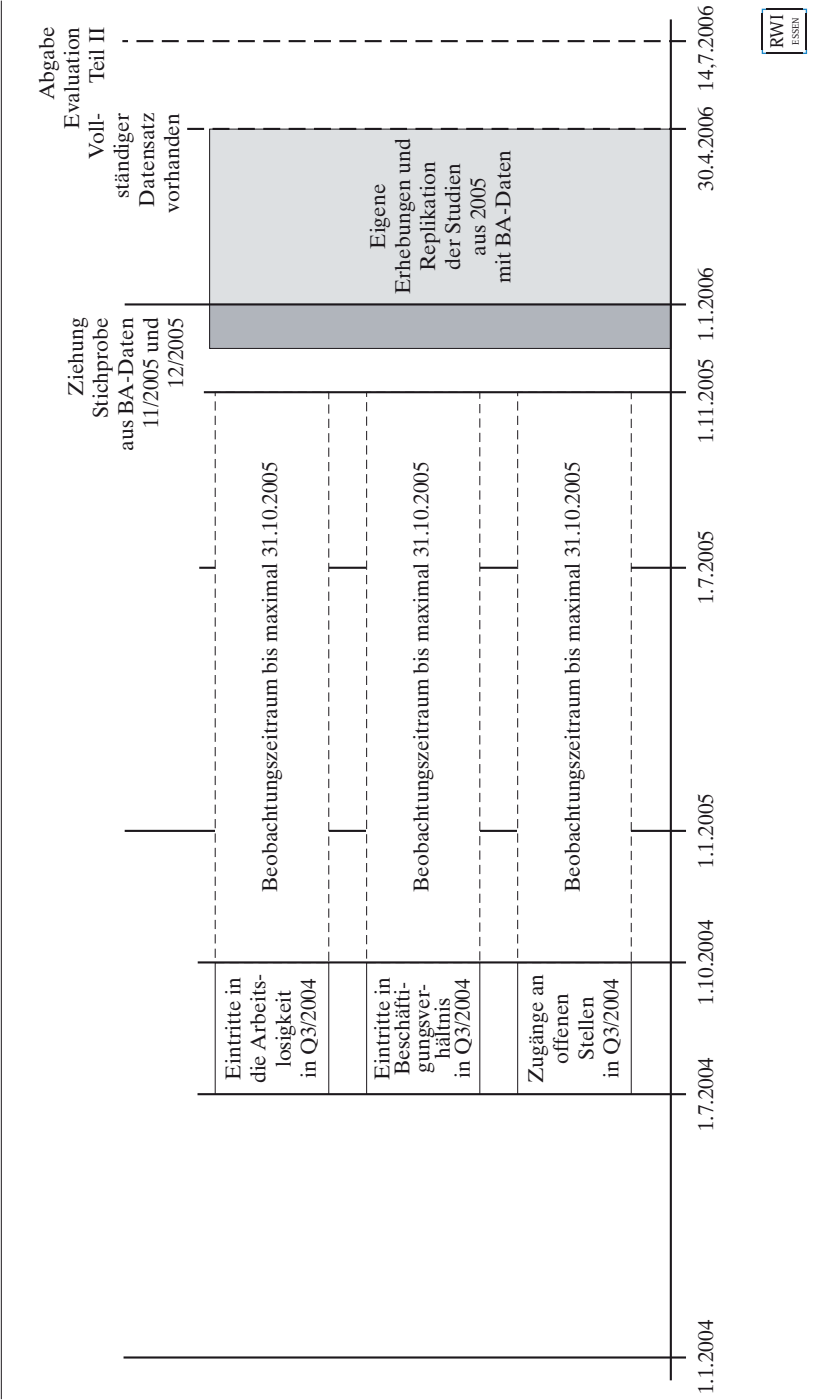 Ziehung
Stichprobe
aus BA-Daten
11/2005 und
12/2005
Abgabe
Evaluation
Teil II
Voll-
ständiger
Datensatz
vorhanden
Eintritte in
die Arbeits-
losigkeit
in Q3/2004
Beobachtungszeitraum bis maximal 31.10.2005
Eintritte in
Beschäfti-
gungsver-
hältnis
in Q3/2004
Beobachtungszeitraum bis maximal 31.10.2005
Zugänge an
offenen
Stellen
in Q3/2004
Beobachtungszeitraum bis maximal 31.10.2005
Eigene
Erhebungen und
Replikation
der Studien
aus 2005
mit BA-Daten
1.1.2004
1.7.2004
1.10.2004
1.1.2005
1.7.2005
1.11.2005
1.1.2006
30.4.2006
14,7.2006
RWI
ESSEN